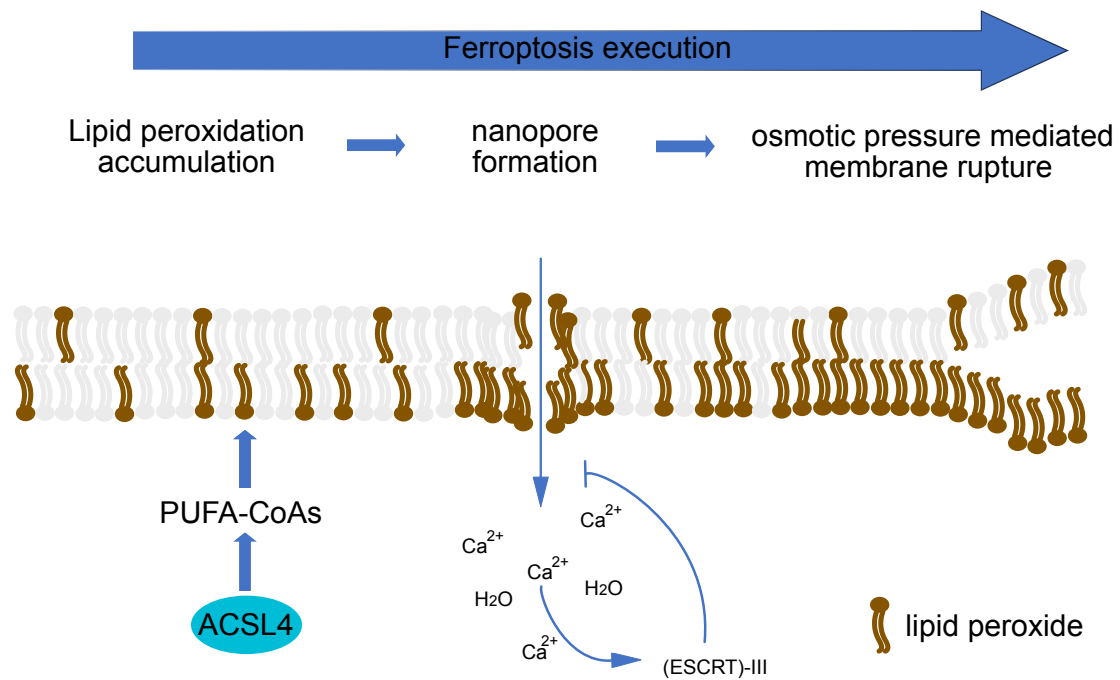 Ferroptosis execution
Lipid peroxidation
accumulation
nanopore
formation
osmotic pressure mediated
membrane rupture
PUFA-CoAs
ACSL4
Ca2+
Ca2+
Ca2+
H2O
H2O
Ca2+
(ESCRT)-III
lipid peroxide